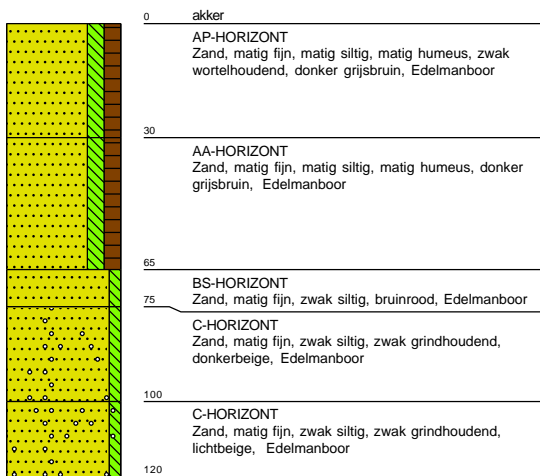 0 akker
AP-HORIZONT
Zand, matig fijn, matig siltig, matig humeus, zwak
wortelhoudend, donker grijsbruin, Edelmanboor
30
AA-HORIZONT
Zand, matig fijn, matig siltig, matig humeus, donker
grijsbruin, Edelmanboor
65
BS-HORIZONT
Zand, matig fijn, zwak siltig, bruinrood, Edelmanboor
75
C-HORIZONT
Zand, matig fijn, zwak siltig, zwak grindhoudend,
donkerbeige, Edelmanboor
100
C-HORIZONT
Zand, matig fijn, zwak siltig, zwak grindhoudend,
lichtbeige, Edelmanboor
120